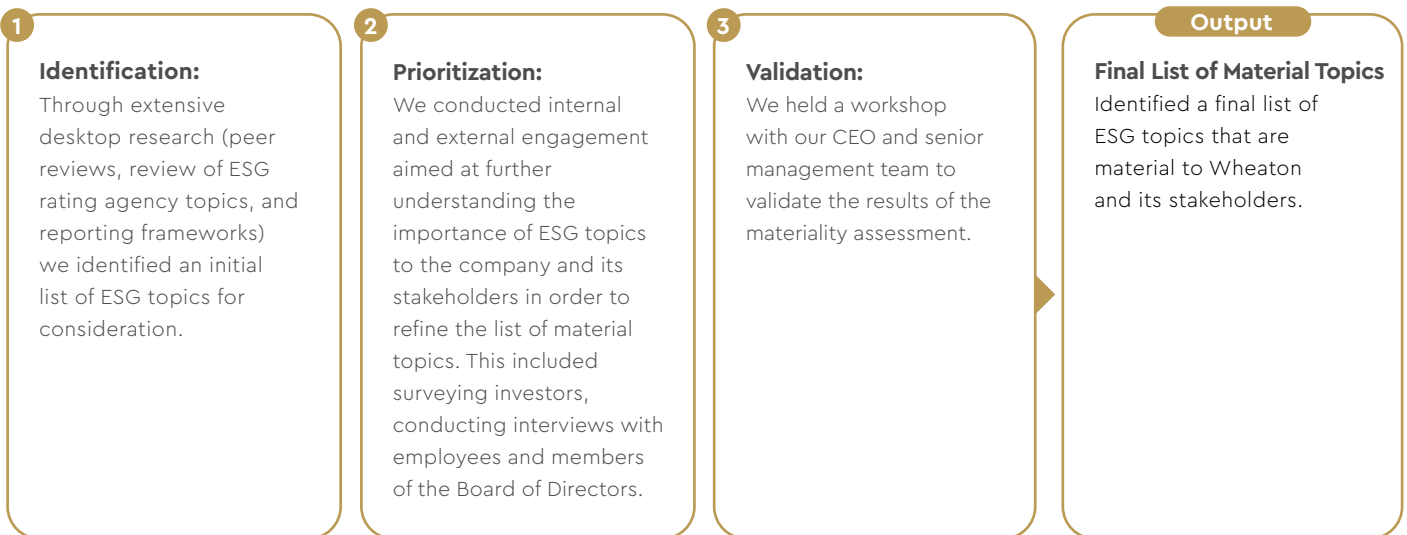 1
Identification:
Through extensive
desktop research (peer
reviews, review of ESG
rating agency topics, and
reporting frameworks)
we identified an initial
list of ESG topics for
consideration.
2
Prioritization:
We conducted internal
and external engagement
aimed at further
understanding the
importance of ESG topics
to the company and its
stakeholders in order to
refine the list of material
topics. This included
surveying investors,
conducting interviews with
employees and members
of the Board of Directors.
3
Validation:
We held a workshop
with our CEO and senior
management team to
validate the results of the
materiality assessment.
Output
Final List of Material Topics
Identified a final list of
ESG topics that are
material to Wheaton
and its stakeholders.